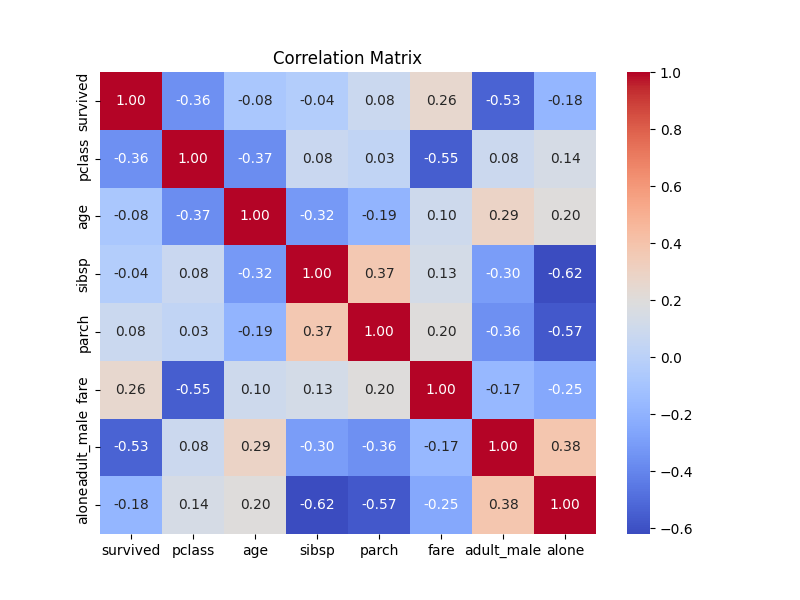 Correlation Matrix
survived 1.00 -0.36 -0.08 -0.04 0.08 0.26 -0.53 -0.18
pclass -0.36 1.00 -0.37 0.08 0.03 -0.55 0.08 0.14
age -0.08 -0.37 1.00 -0.32 -0.19 0.10 0.29 0.20
sibsp -0.04 0.08 -0.32 1.00 0.37 0.13 -0.30 -0.62
parch 0.08 0.03 -0.19 0.37 1.00 0.20 -0.36 -0.57
fare 0.26 -0.55 0.10 0.13 0.20 1.00 -0.17 -0.25
adult_male -0.53 0.08 0.29 -0.30 -0.36 -0.17 1.00 0.38
alone -0.18 0.14 0.20 -0.62 -0.57 -0.25 0.38 1.00
survived pclass age sibsp parch fare adult_male alone
1.0
0.8
0.6
0.4
0.2
0.0
−0.2
−0.4
−0.6